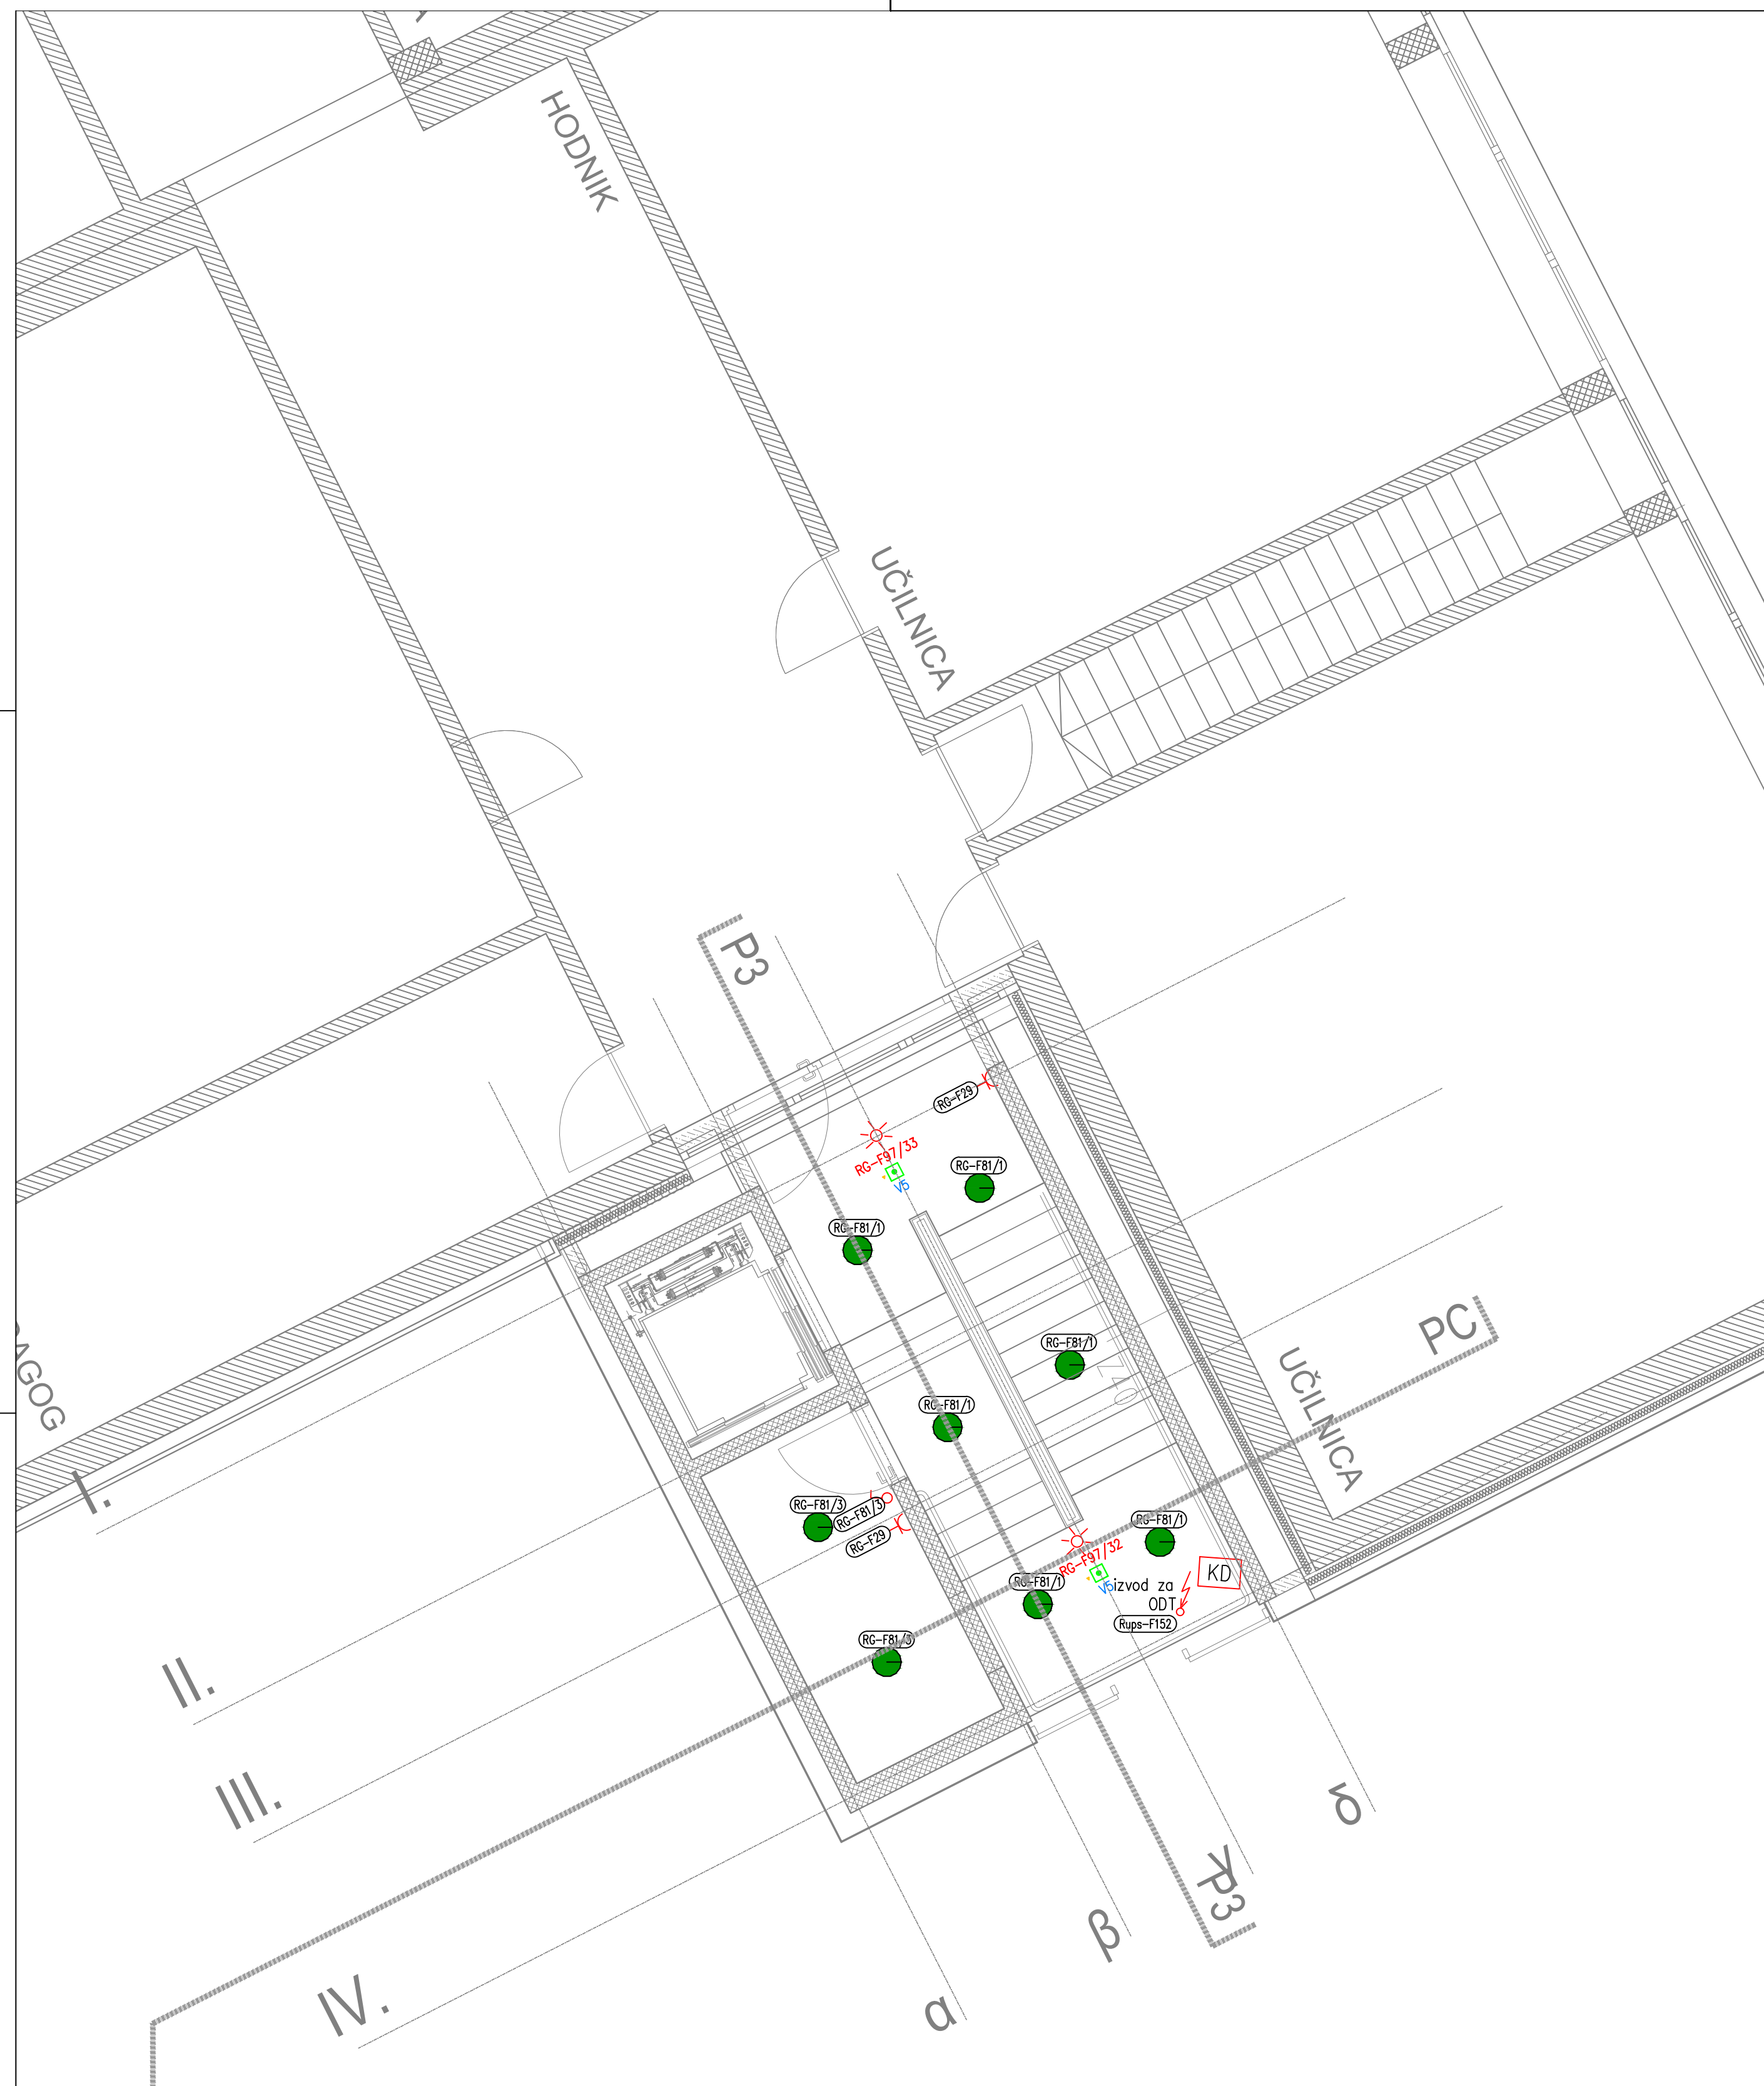 HODNIK
UČILNICA
P3
RG-F29
RG-F97/33
V5
RG-F81/1
RG-F81/1
RG-F81/1
140
RG-F81/1
PC
UČILNICA
AGOG
I.
RG-F81/3
RG-F81/3
RG-F29
RG-F81/1
RG-F97/32
V5
RG-F81/1
KD
izvod za
ODT
Rups-F152
RG-F81/3
II.
III.
IV.
α
β
γ
P3